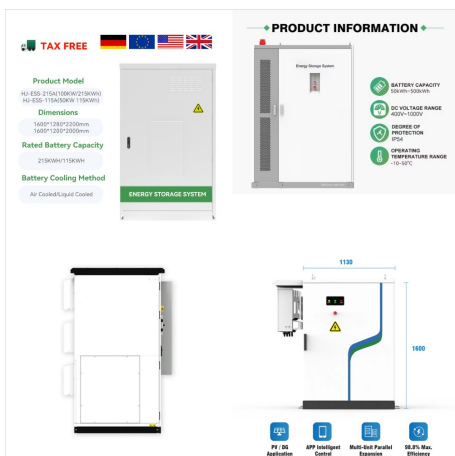 TAX FREE
Product Model
HJ-ESS-215A(100KW/215KWh)
HJ-ESS-115A(50KW 115KWh)
Dimensions
1600*1280*2200mm
1600*1200*2000mm
Rated Battery Capacity
215KWH/115KWH
Battery Cooling Method
Air Cooled/Liquid Cooled
ENERGY STORAGE SYSTEM
PRODUCT INFORMATION
Energy Storage System
BATTERY CAPACITY
50kWh~500kWh
DC VOLTAGE RANGE
400V~1000V
DEGREE OF
PROTECTION
IP54
OPERATING
TEMPERATURE RANGE
-10-50°C
1130
1600
PV / DG
Application
APP Intelligent
Control
Multi-Unit Parallel
Expansion
98.8% Max.
Efficiency